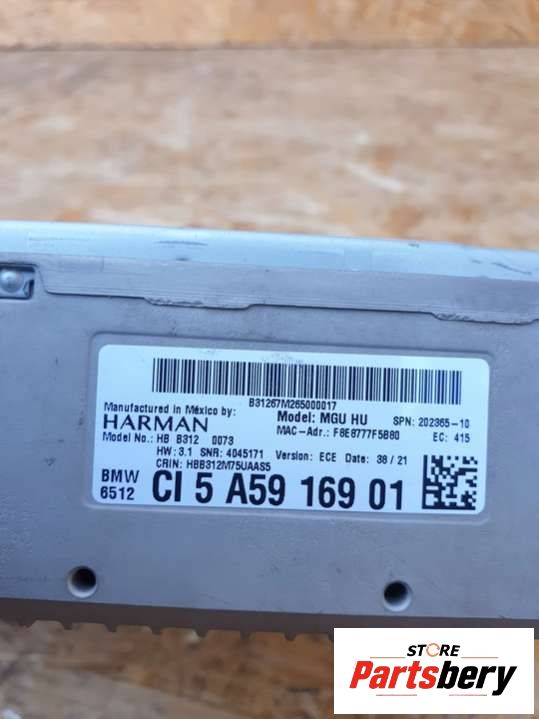 B31267M265000017
Manufactured in México by:
HARMAN
Model: MGU HU
SPN: 202365-10
Model No.: HB B312 0073
MAC-Adr.: F8E8777F5B80
EC: 415
HW: 3.1 SNR: 4045171 Version: ECE Date: 38 / 21
CRIN: HBB312M75UAAS5
BMW
6512
CI 5 A59 169 01
STORE
Partsbery